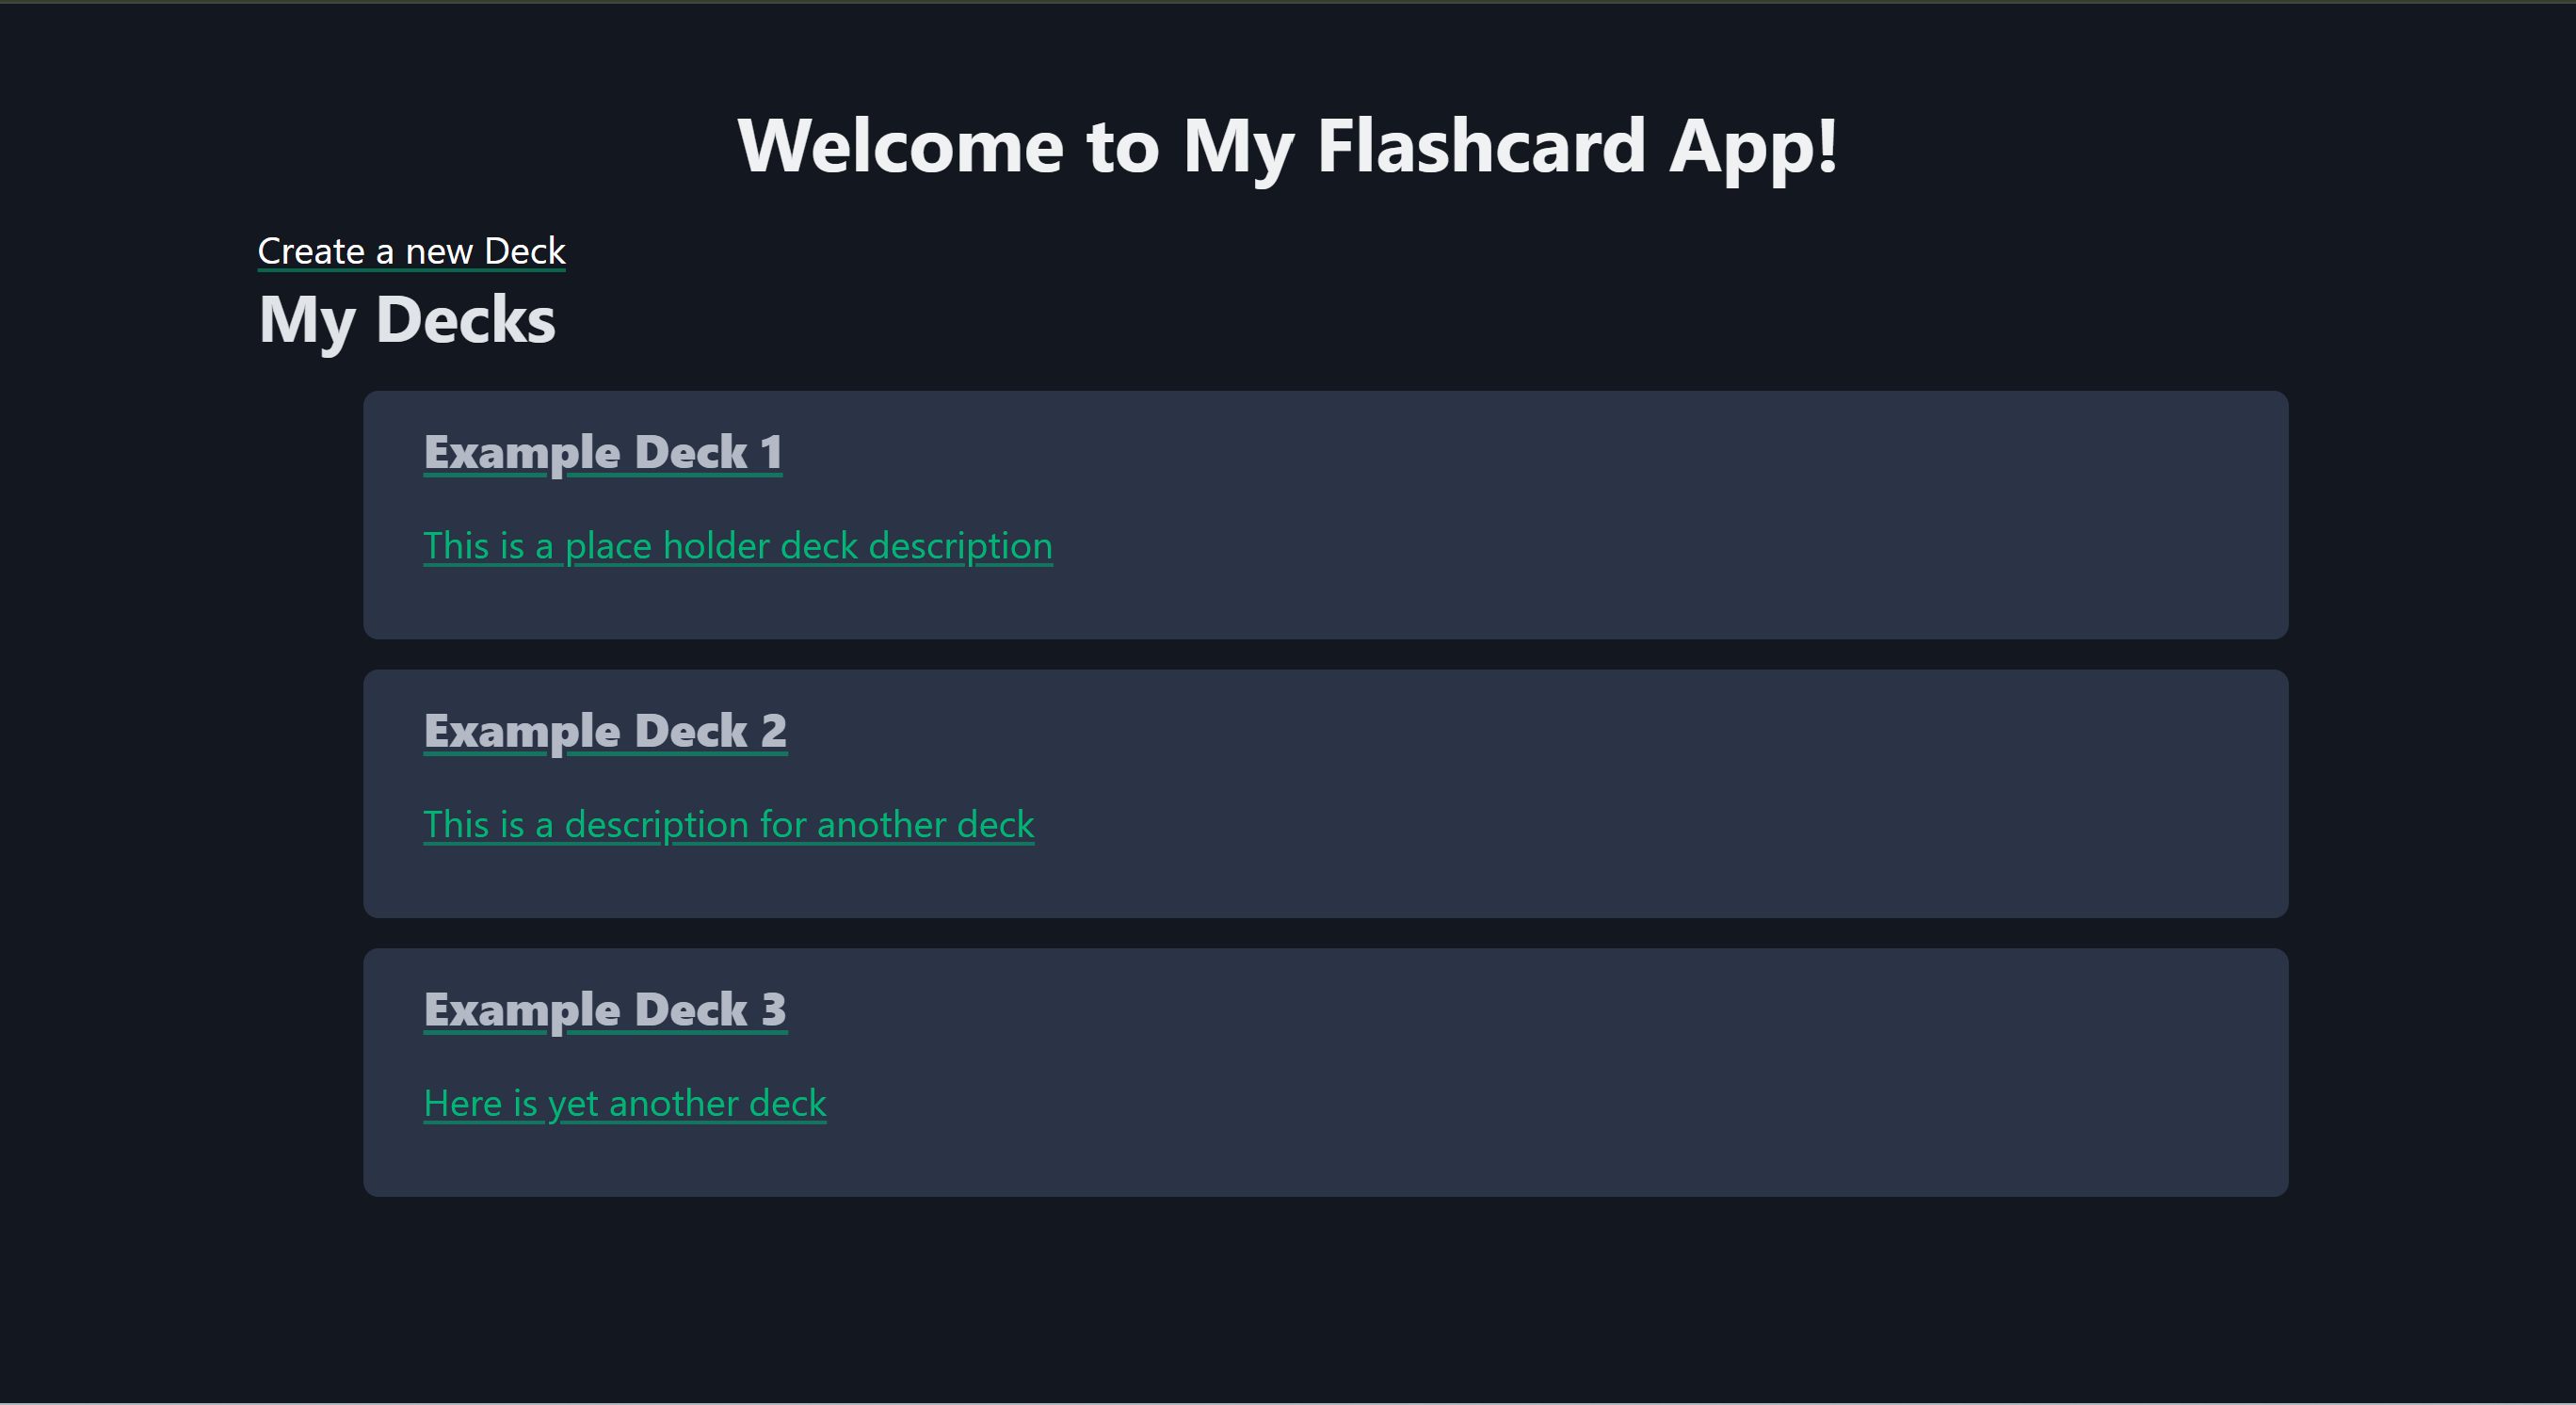 Welcome to My Flashcard App!
Create a new Deck
My Decks
Example Deck 1
This is a place holder deck description
Example Deck 2
This is a description for another deck
Example Deck 3
Here is yet another deck